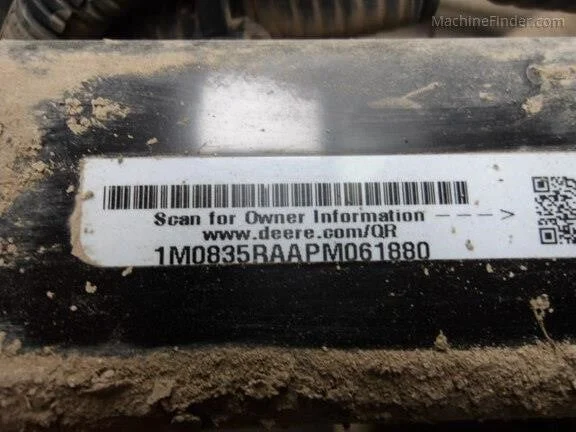 MachineFinder.com
Scan for Owner Information ---->
www.deere.com/QR
1M0835RAAPM061880